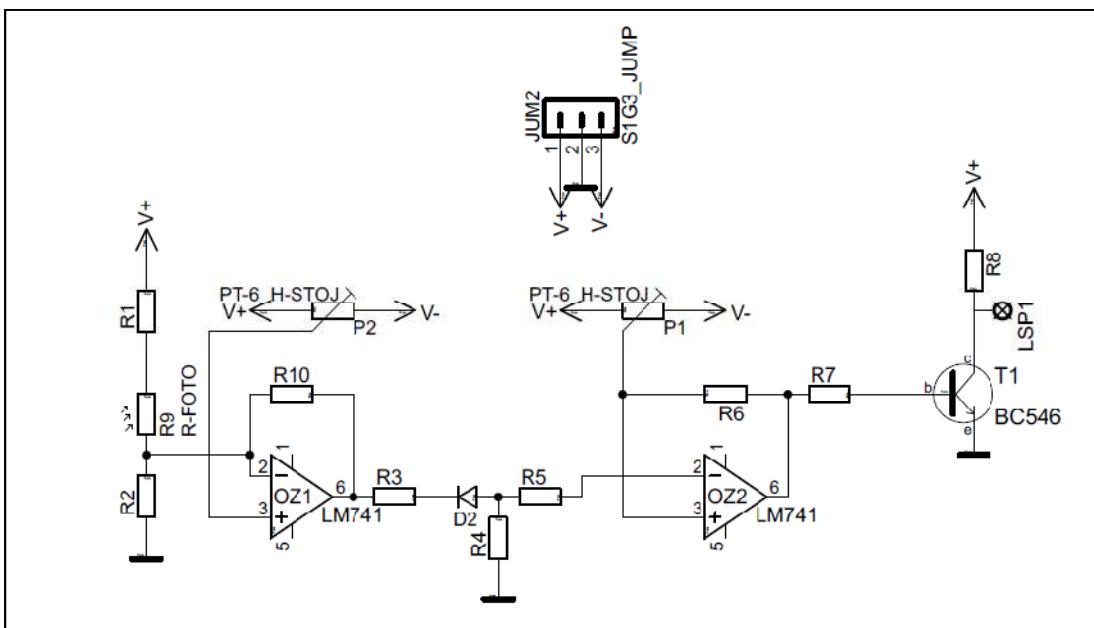 JUM2
S1G3_JUMP
1
2
3
V+
V-
V+
R1
R9
R-FOTO
R2
PT-6_H-STOJ
V+
V-
P2
R10
2
3
1
5
6
OZ1
LM741
R3
D2
R4
R5
PT-6_H-STOJ
V+
V-
P1
R6
2
3
1
5
6
OZ2
LM741
R7
V+
R8
LSP1
c
b
e
T1
BC546